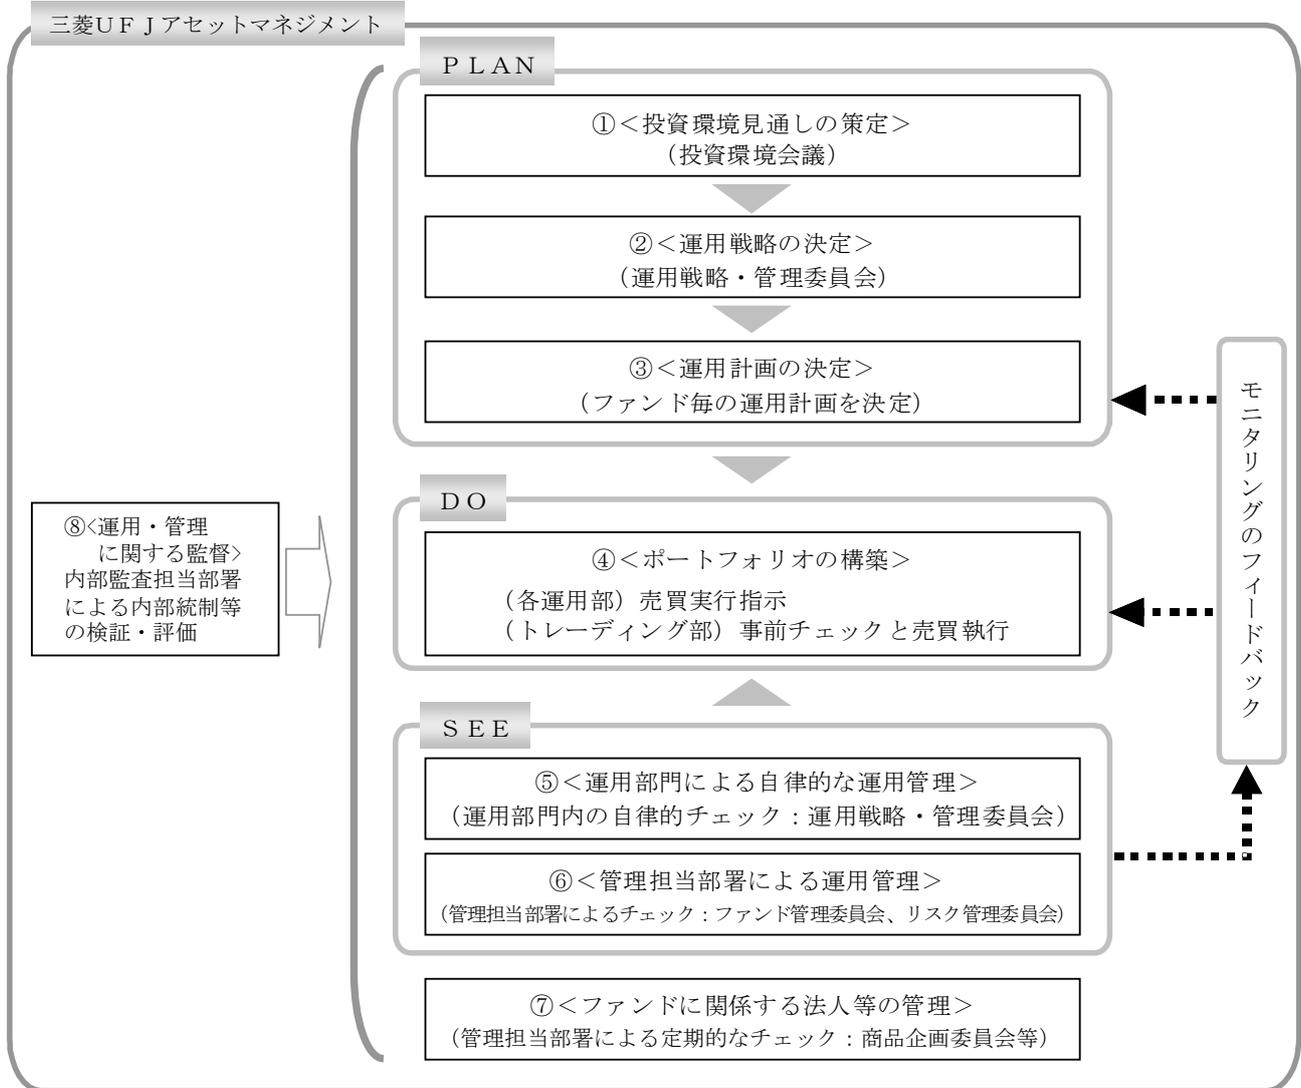 三菱ＵＦＪアセットマネジメント
ＰＬＡＮ
①＜投資環境見通しの策定＞
（投資環境会議）
②＜運用戦略の決定＞
（運用戦略・管理委員会）
③＜運用計画の決定＞
（ファンド毎の運用計画を決定）
ＤＯ
④＜ポートフォリオの構築＞
（各運用部）売買実行指示
（トレーディング部）事前チェックと売買執行
ＳＥＥ
⑤＜運用部門による自律的な運用管理＞
（運用部門内の自律的チェック：運用戦略・管理委員会）
⑥＜管理担当部署による運用管理＞
（管理担当部署によるチェック：ファンド管理委員会、リスク管理委員会）
⑦＜ファンドに関係する法人等の管理＞
（管理担当部署による定期的なチェック：商品企画委員会等）
⑧<運用・管理
に関する監督>
内部監査担当部署
による内部統制等
の検証・評価
モニタリングのフィードバック